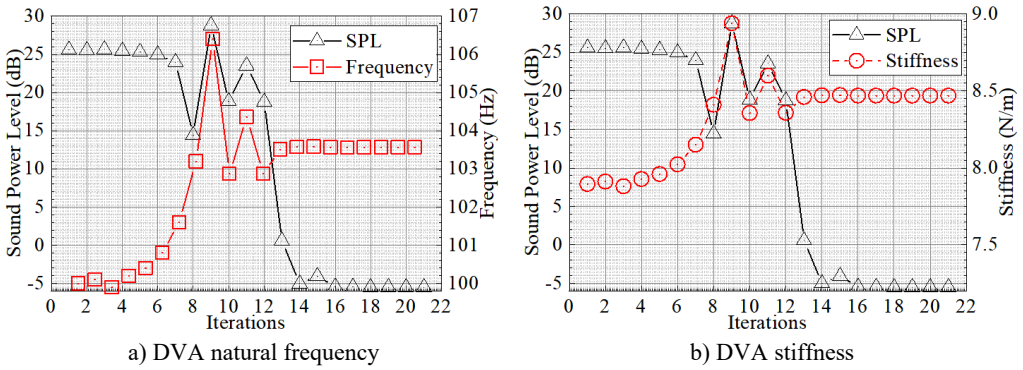 30
25
20
15
10
5
0
-5
Sound Power Level (dB)
SPL
Frequency
107
106
105
104
103
102
101
100
Frequency (Hz)
0 2 4 6 8 10 12 14 16 18 20 22
Iterations
a) DVA natural frequency
30
25
20
15
10
5
0
-5
Sound Power Level (dB)
SPL
Stiffness
9.0
8.5
8.0
7.5
Stiffness (N/m)
0 2 4 6 8 10 12 14 16 18 20 22
Iterations
b) DVA stiffness